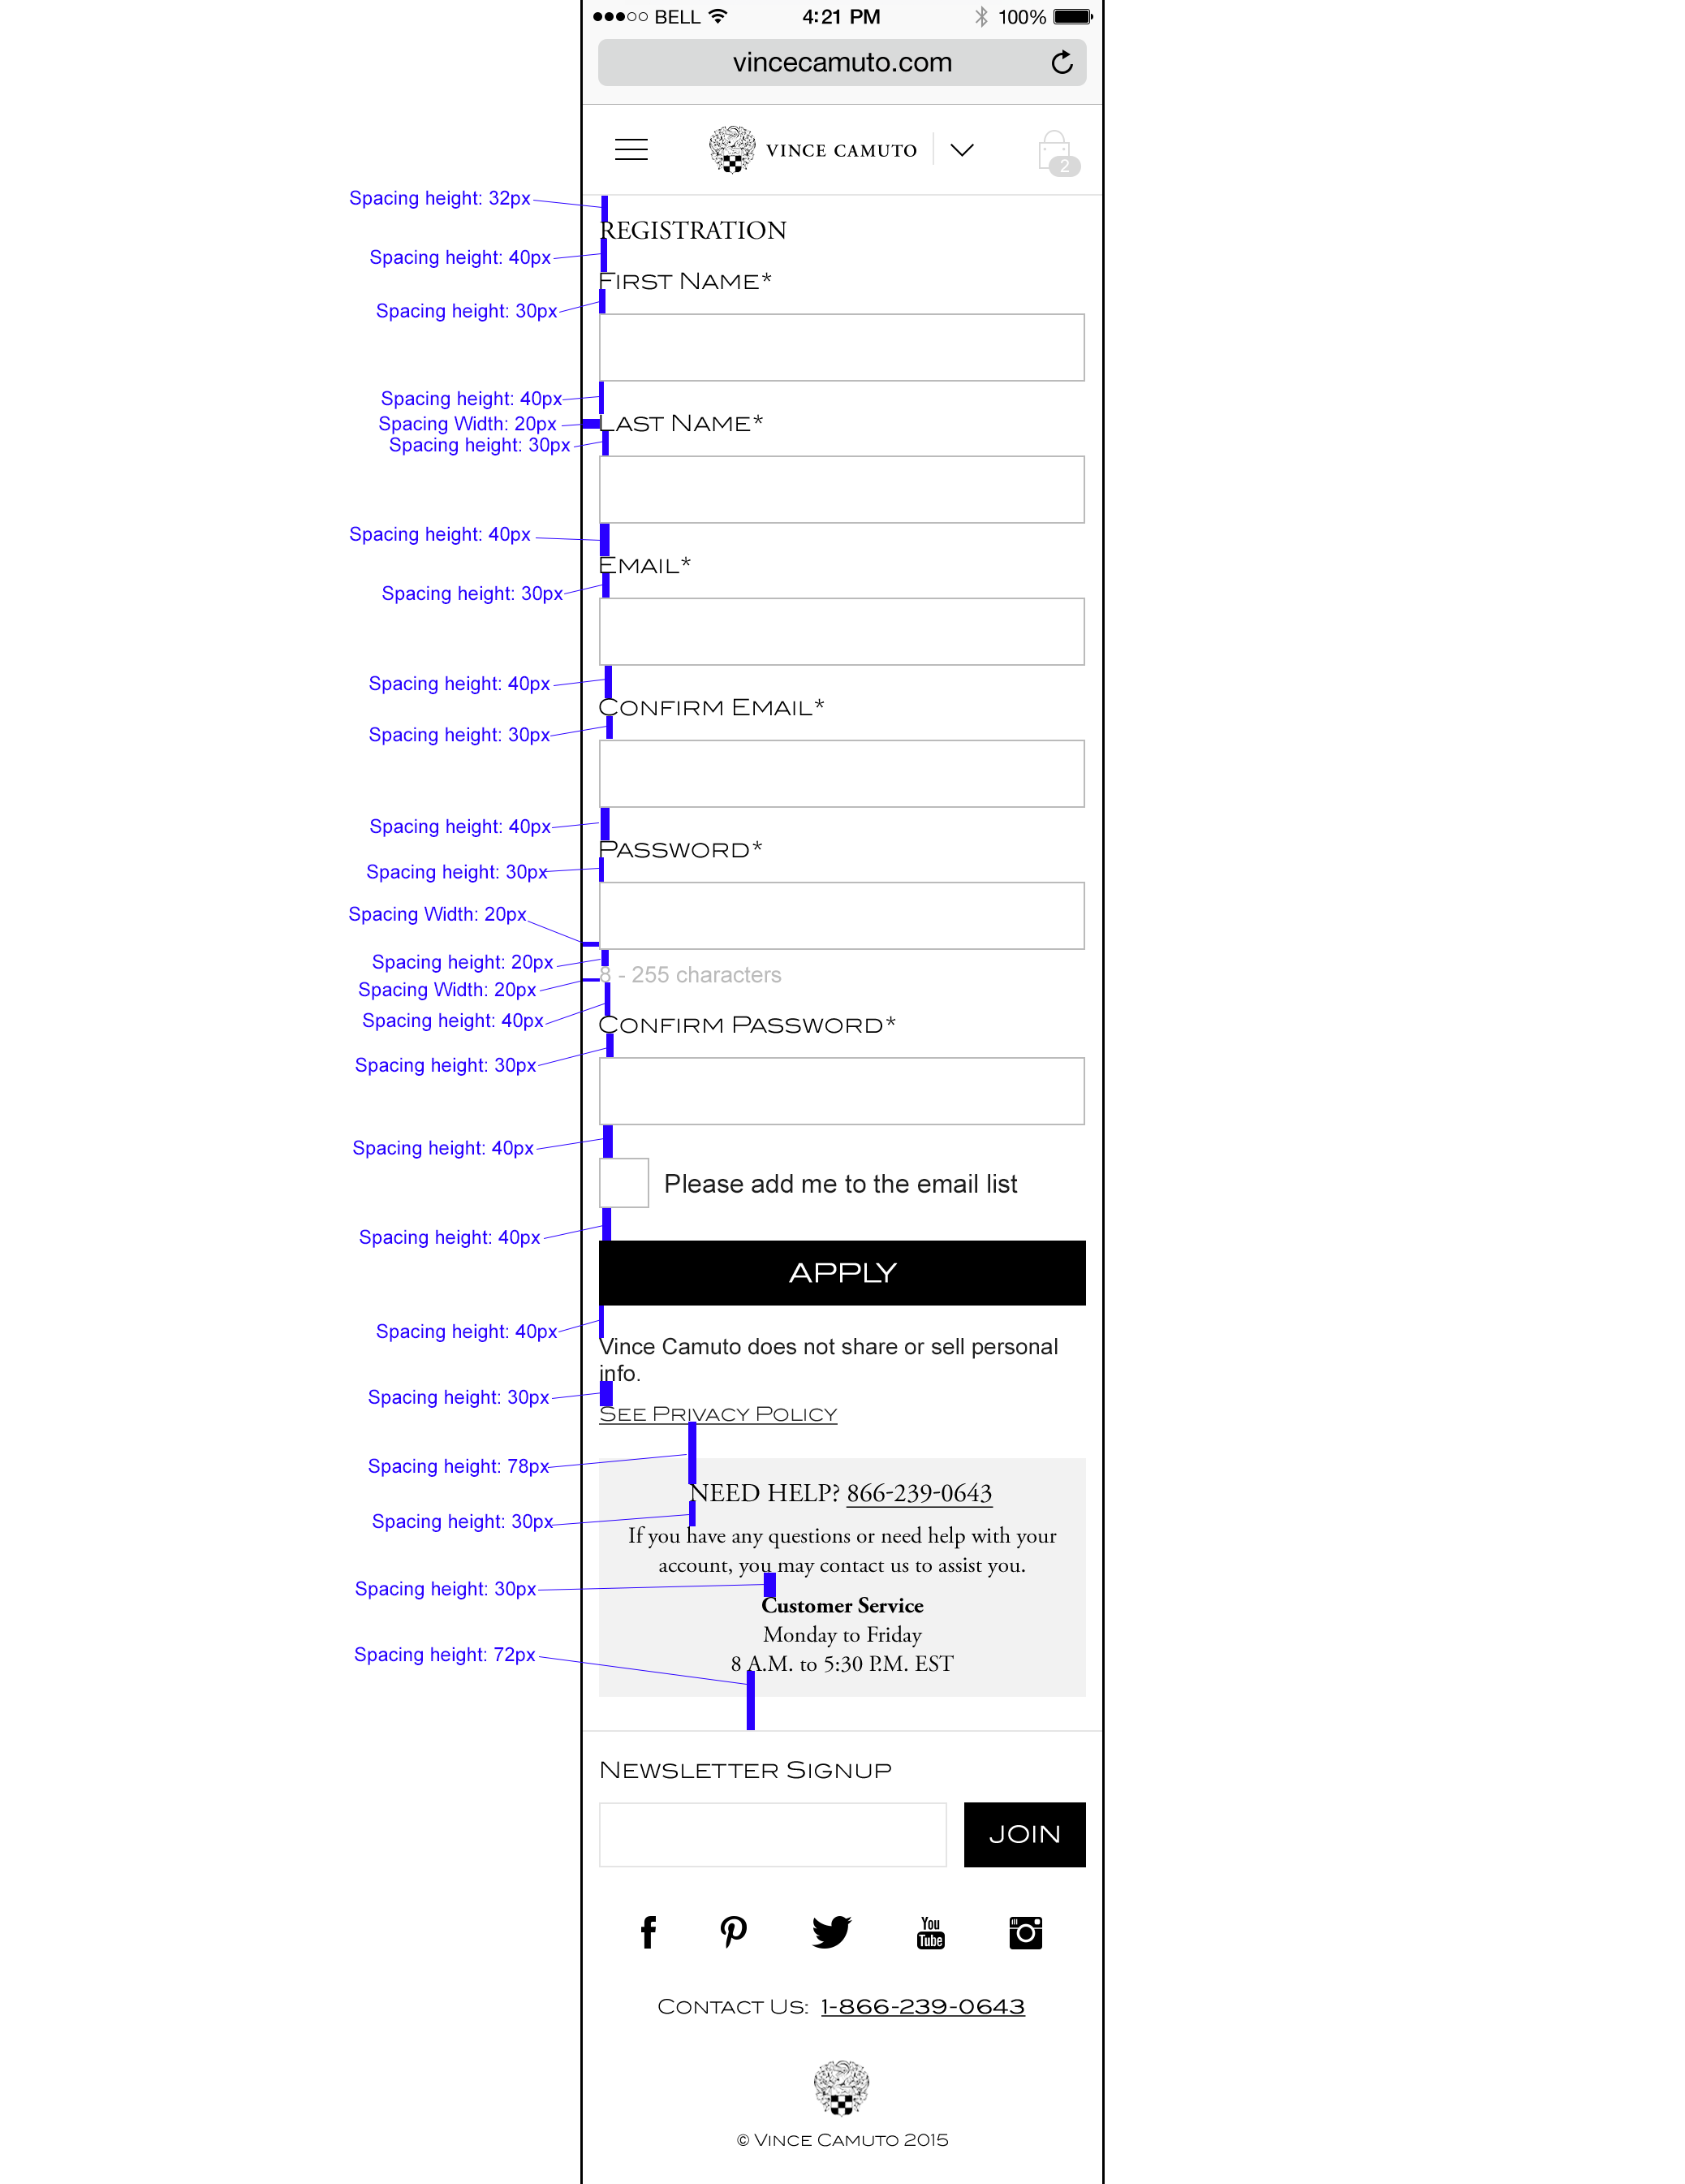 BELL 4:21 PM 100%
vincecamuto.com
VINCE CAMUTO 2
Spacing height: 32px
REGISTRATION
Spacing height: 40px
FIRST NAME*
Spacing height: 30px
Spacing height: 40px
Spacing Width: 20px
LAST NAME*
Spacing height: 30px
Spacing height: 40px
EMAIL*
Spacing height: 30px
Spacing height: 40px
CONFIRM EMAIL*
Spacing height: 30px
Spacing height: 40px
PASSWORD*
Spacing height: 30px
Spacing Width: 20px
Spacing height: 20px
8 - 255 characters
Spacing Width: 20px
Spacing height: 40px
CONFIRM PASSWORD*
Spacing height: 30px
Spacing height: 40px
Please add me to the email list
Spacing height: 40px
APPLY
Spacing height: 40px
Vince Camuto does not share or sell personal
info.
Spacing height: 30px
SEE PRIVACY POLICY
Spacing height: 78px
NEED HELP? 866-239-0643
Spacing height: 30px
If you have any questions or need help with your
account, you may contact us to assist you.
Spacing height: 30px
Customer Service
Monday to Friday
Spacing height: 72px
8 A.M. to 5:30 P.M. EST
NEWSLETTER SIGNUP
JOIN
You
Tube
CONTACT US: 1-866-239-0643
© VINCE CAMUTO 2015